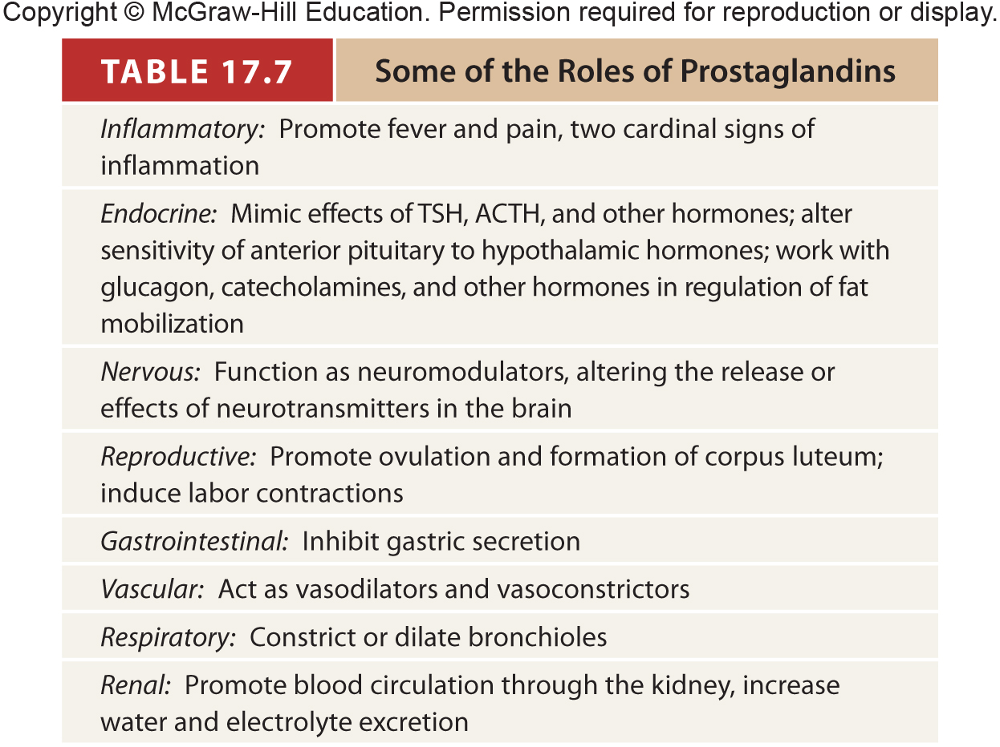 Copyright © McGraw-Hill Education. Permission required for reproduction or display.
TABLE 17.7 Some of the Roles of Prostaglandins
Inflammatory: Promote fever and pain, two cardinal signs of
inflammation
Endocrine: Mimic effects of TSH, ACTH, and other hormones; alter
sensitivity of anterior pituitary to hypothalamic hormones; work with
glucagon, catecholamines, and other hormones in regulation of fat
mobilization
Nervous: Function as neuromodulators, altering the release or
effects of neurotransmitters in the brain
Reproductive: Promote ovulation and formation of corpus luteum;
induce labor contractions
Gastrointestinal: Inhibit gastric secretion
Vascular: Act as vasodilators and vasoconstrictors
Respiratory: Constrict or dilate bronchioles
Renal: Promote blood circulation through the kidney, increase
water and electrolyte excretion